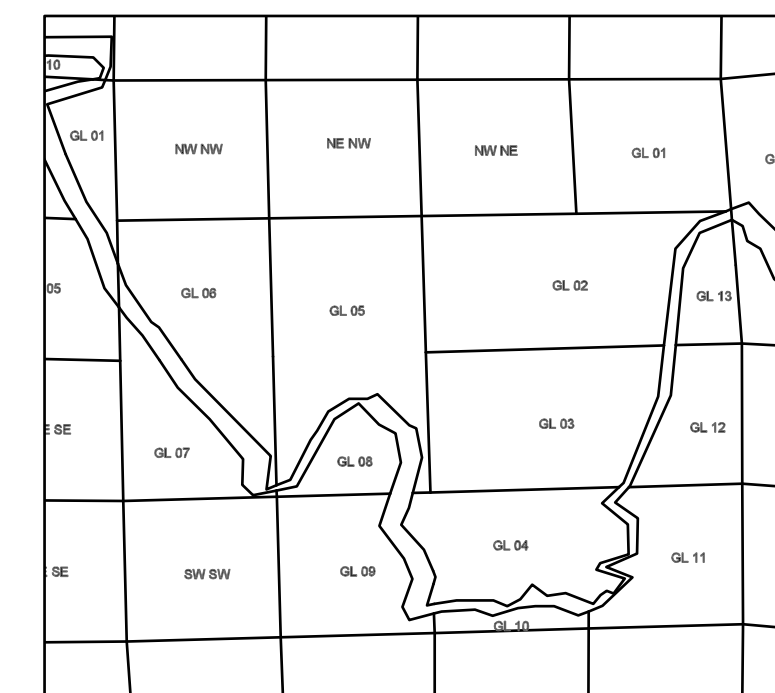 10
GL 01
NW NW
NE NW
NW NE
GL 01
G
05
GL 06
GL 05
GL 02
GL 13
E SE
GL 07
GL 08
GL 03
GL 12
SE
SW SW
GL 09
GL 04
GL 11
GL 10